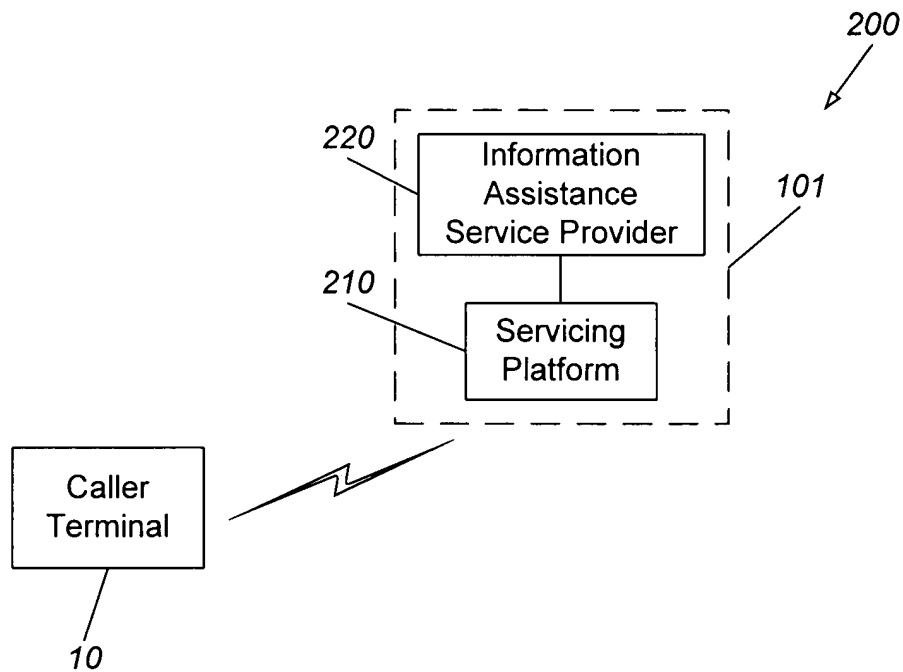 200
220
Information
Assistance
Service Provider
101
210
Servicing
Platform
Caller
Terminal
10